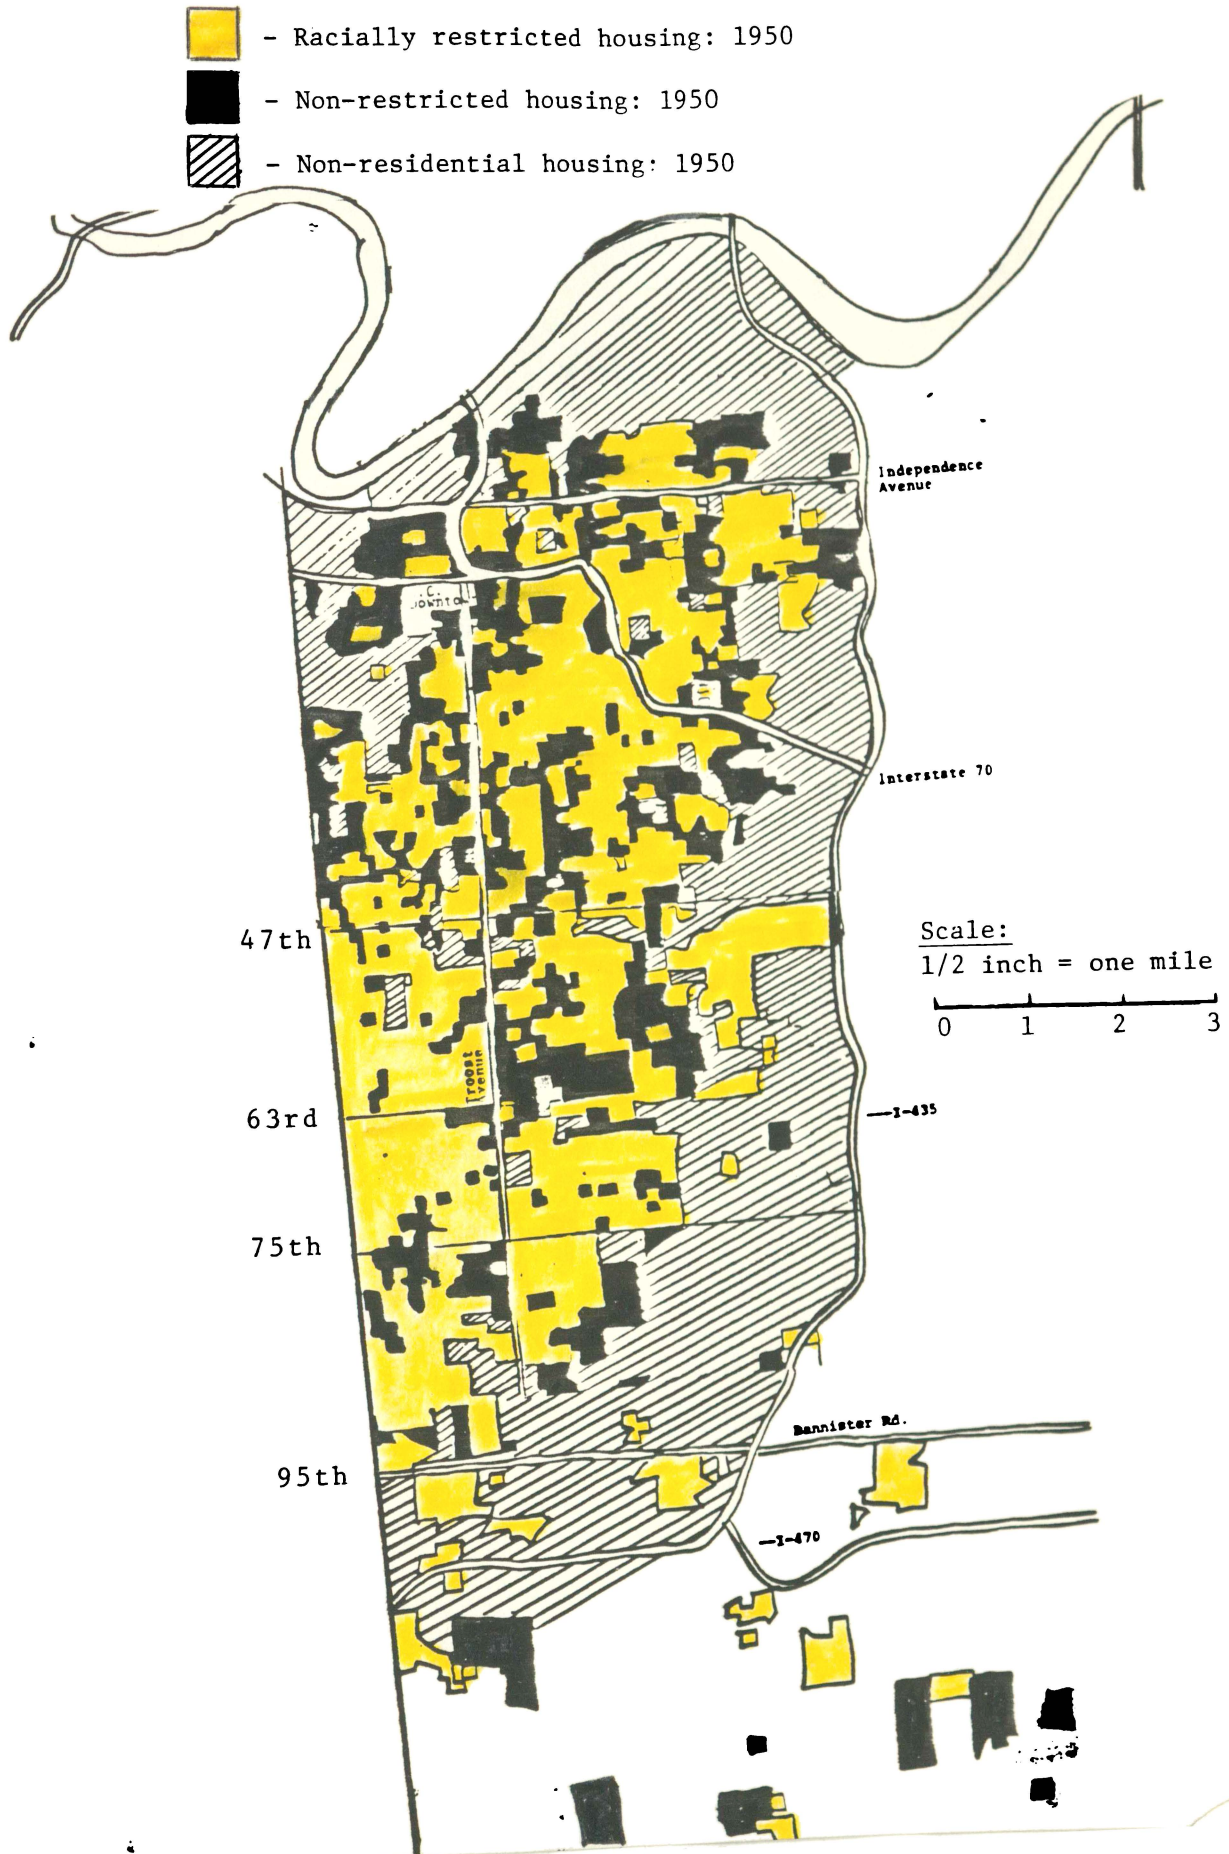 - Racially restricted housing: 1950
- Non-restricted housing: 1950
- Non-residential housing: 1950
Independence
Avenue
Interstate 70
47th
Scale:
1/2 inch = one mile
0 1 2 3
Troost
63rd
I-435
75th
Bannister Rd.
95th
I-470